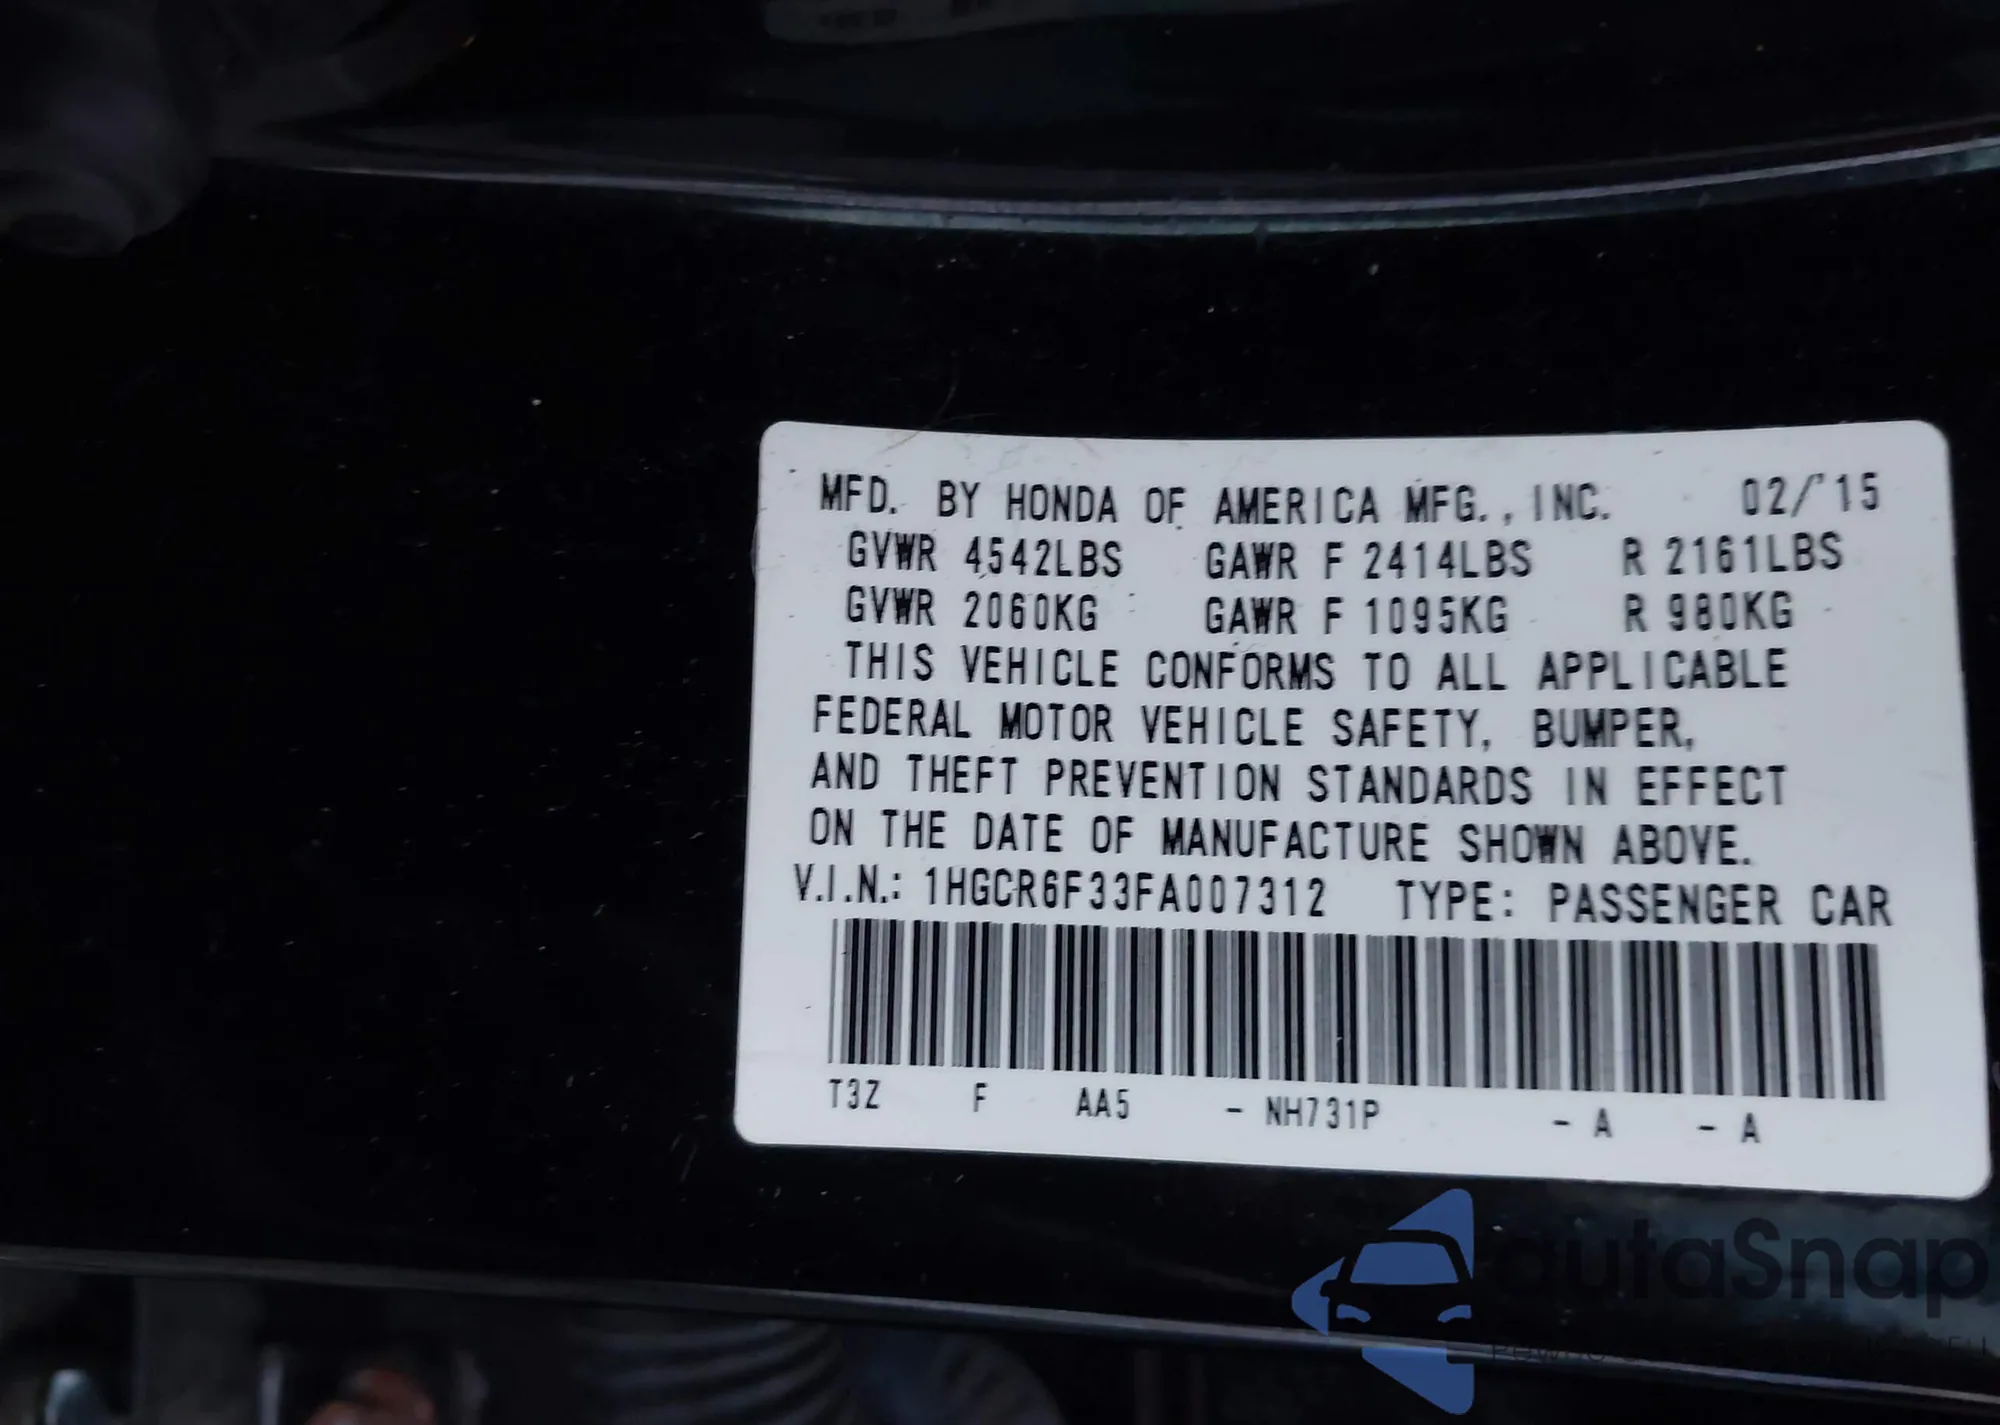 MFD. BY HONDA OF AMERICA MFG., INC. 02/'15
GVWR 4542LBS GAWR F 2414LBS R 2161LBS
GVWR 2060KG GAWR F 1095KG R 980KG
THIS VEHICLE CONFORMS TO ALL APPLICABLE
FEDERAL MOTOR VEHICLE SAFETY, BUMPER,
AND THEFT PREVENTION STANDARDS IN EFFECT
ON THE DATE OF MANUFACTURE SHOWN ABOVE.
V.I.N.: 1HGCR6F33FA007312 TYPE: PASSENGER CAR
T3Z F AA5 - NH731P - A - A
autaSnap